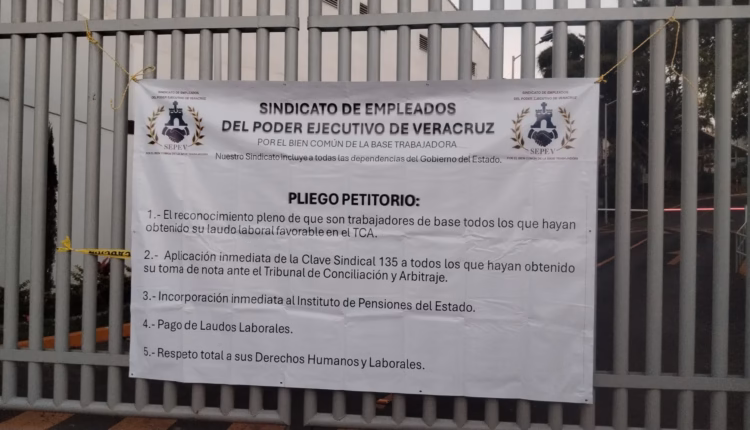 SINDICATO DE EMPLEADOS
DEL PODER EJECUTIVO DE VERACRUZ
POR EL BIEN COMÚN DE LA BASE TRABAJADORA
Nuestro Sindicato incluye a todas las dependencias del Gobierno del Estado.
SEPEV
SEPEV
PLIEGO PETITORIO:
1.- El reconocimiento pleno de que son trabajadores de base todos los que hayan
obtenido su laudo laboral favorable en el TCA.
2.- Aplicación inmediata de la Clave Sindical 135 a todos los que hayan obtenido
su toma de nota ante el Tribunal de Conciliación y Arbitraje.
3.- Incorporación inmediata al Instituto de Pensiones del Estado.
4.- Pago de Laudos Laborales.
5.- Respeto total a sus Derechos Humanos y Laborales.